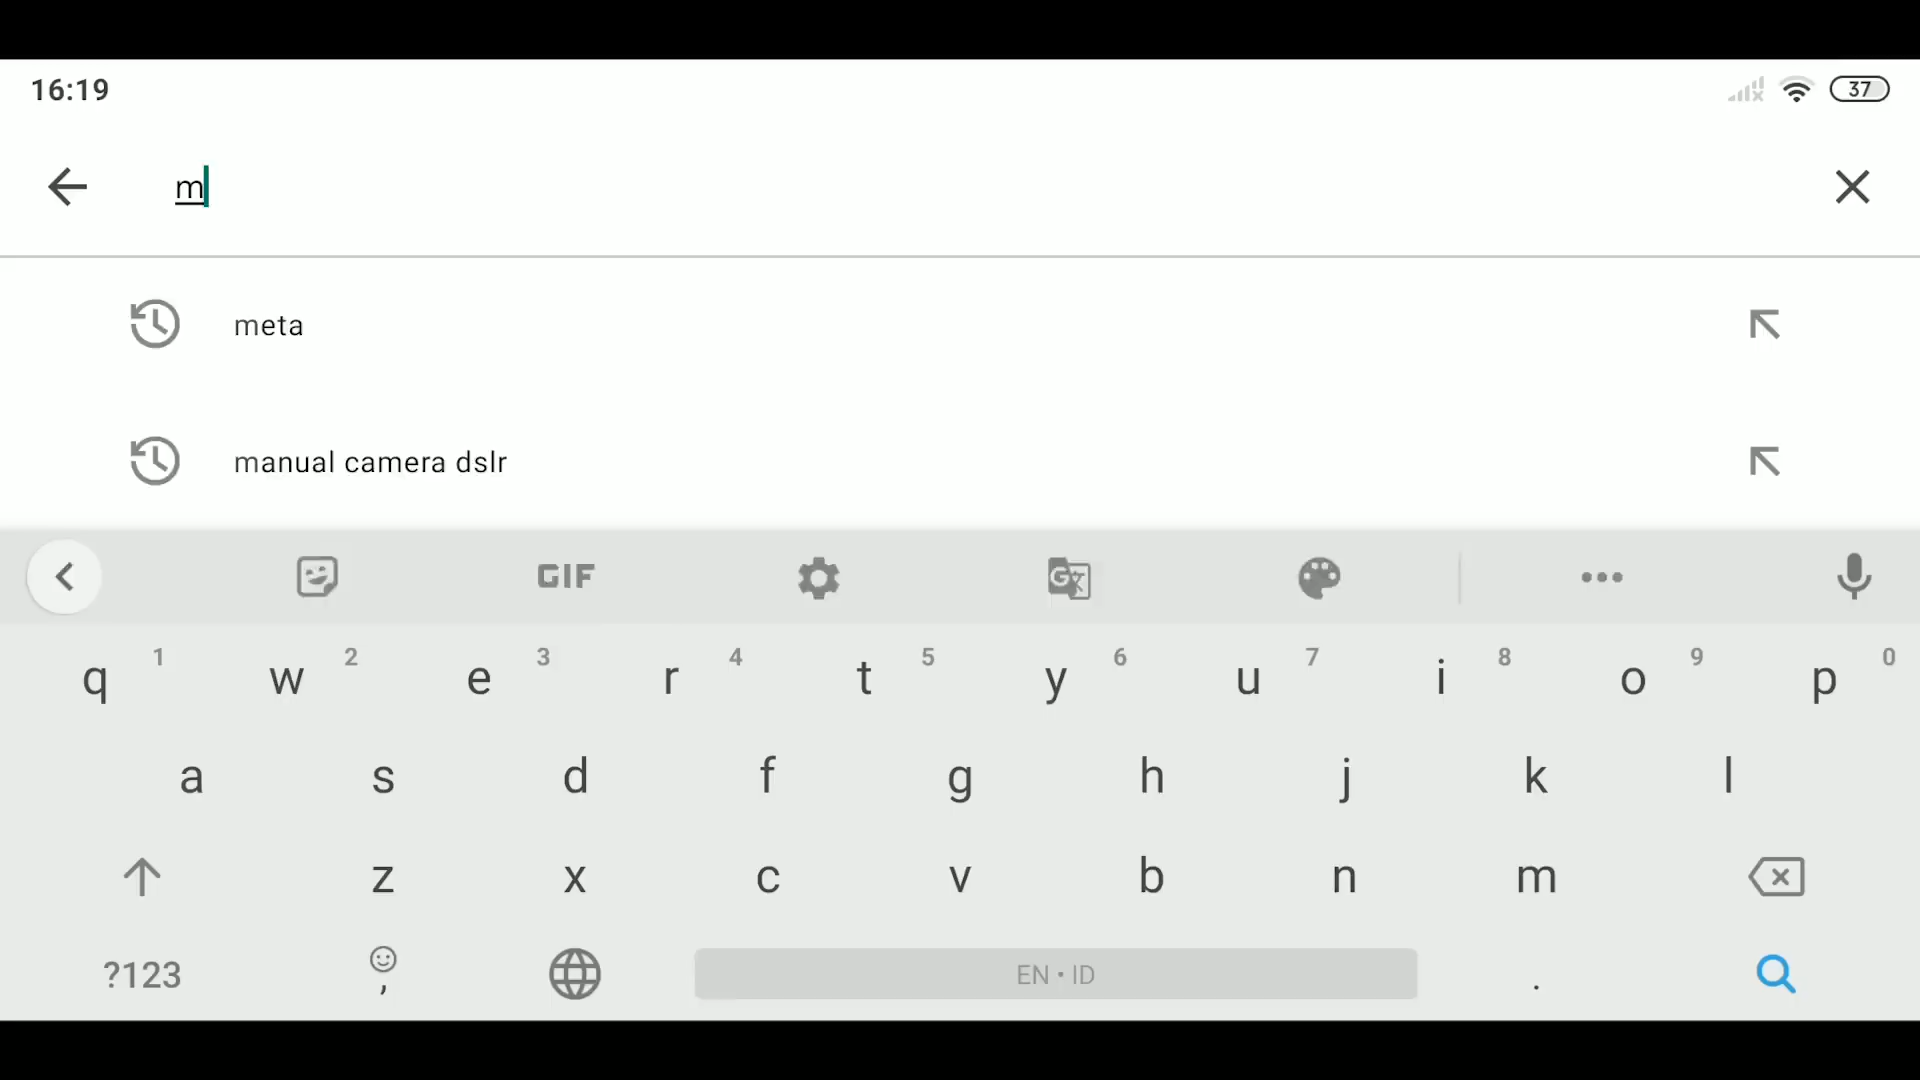 16:19
37
m
meta
manual camera dslr
GIF
q 1 w 2 e 3 r 4 t 5 y 6 u 7 i 8 o 9 p 0
a s d f g h j k l
z x c v b n m
?123 , EN • ID .